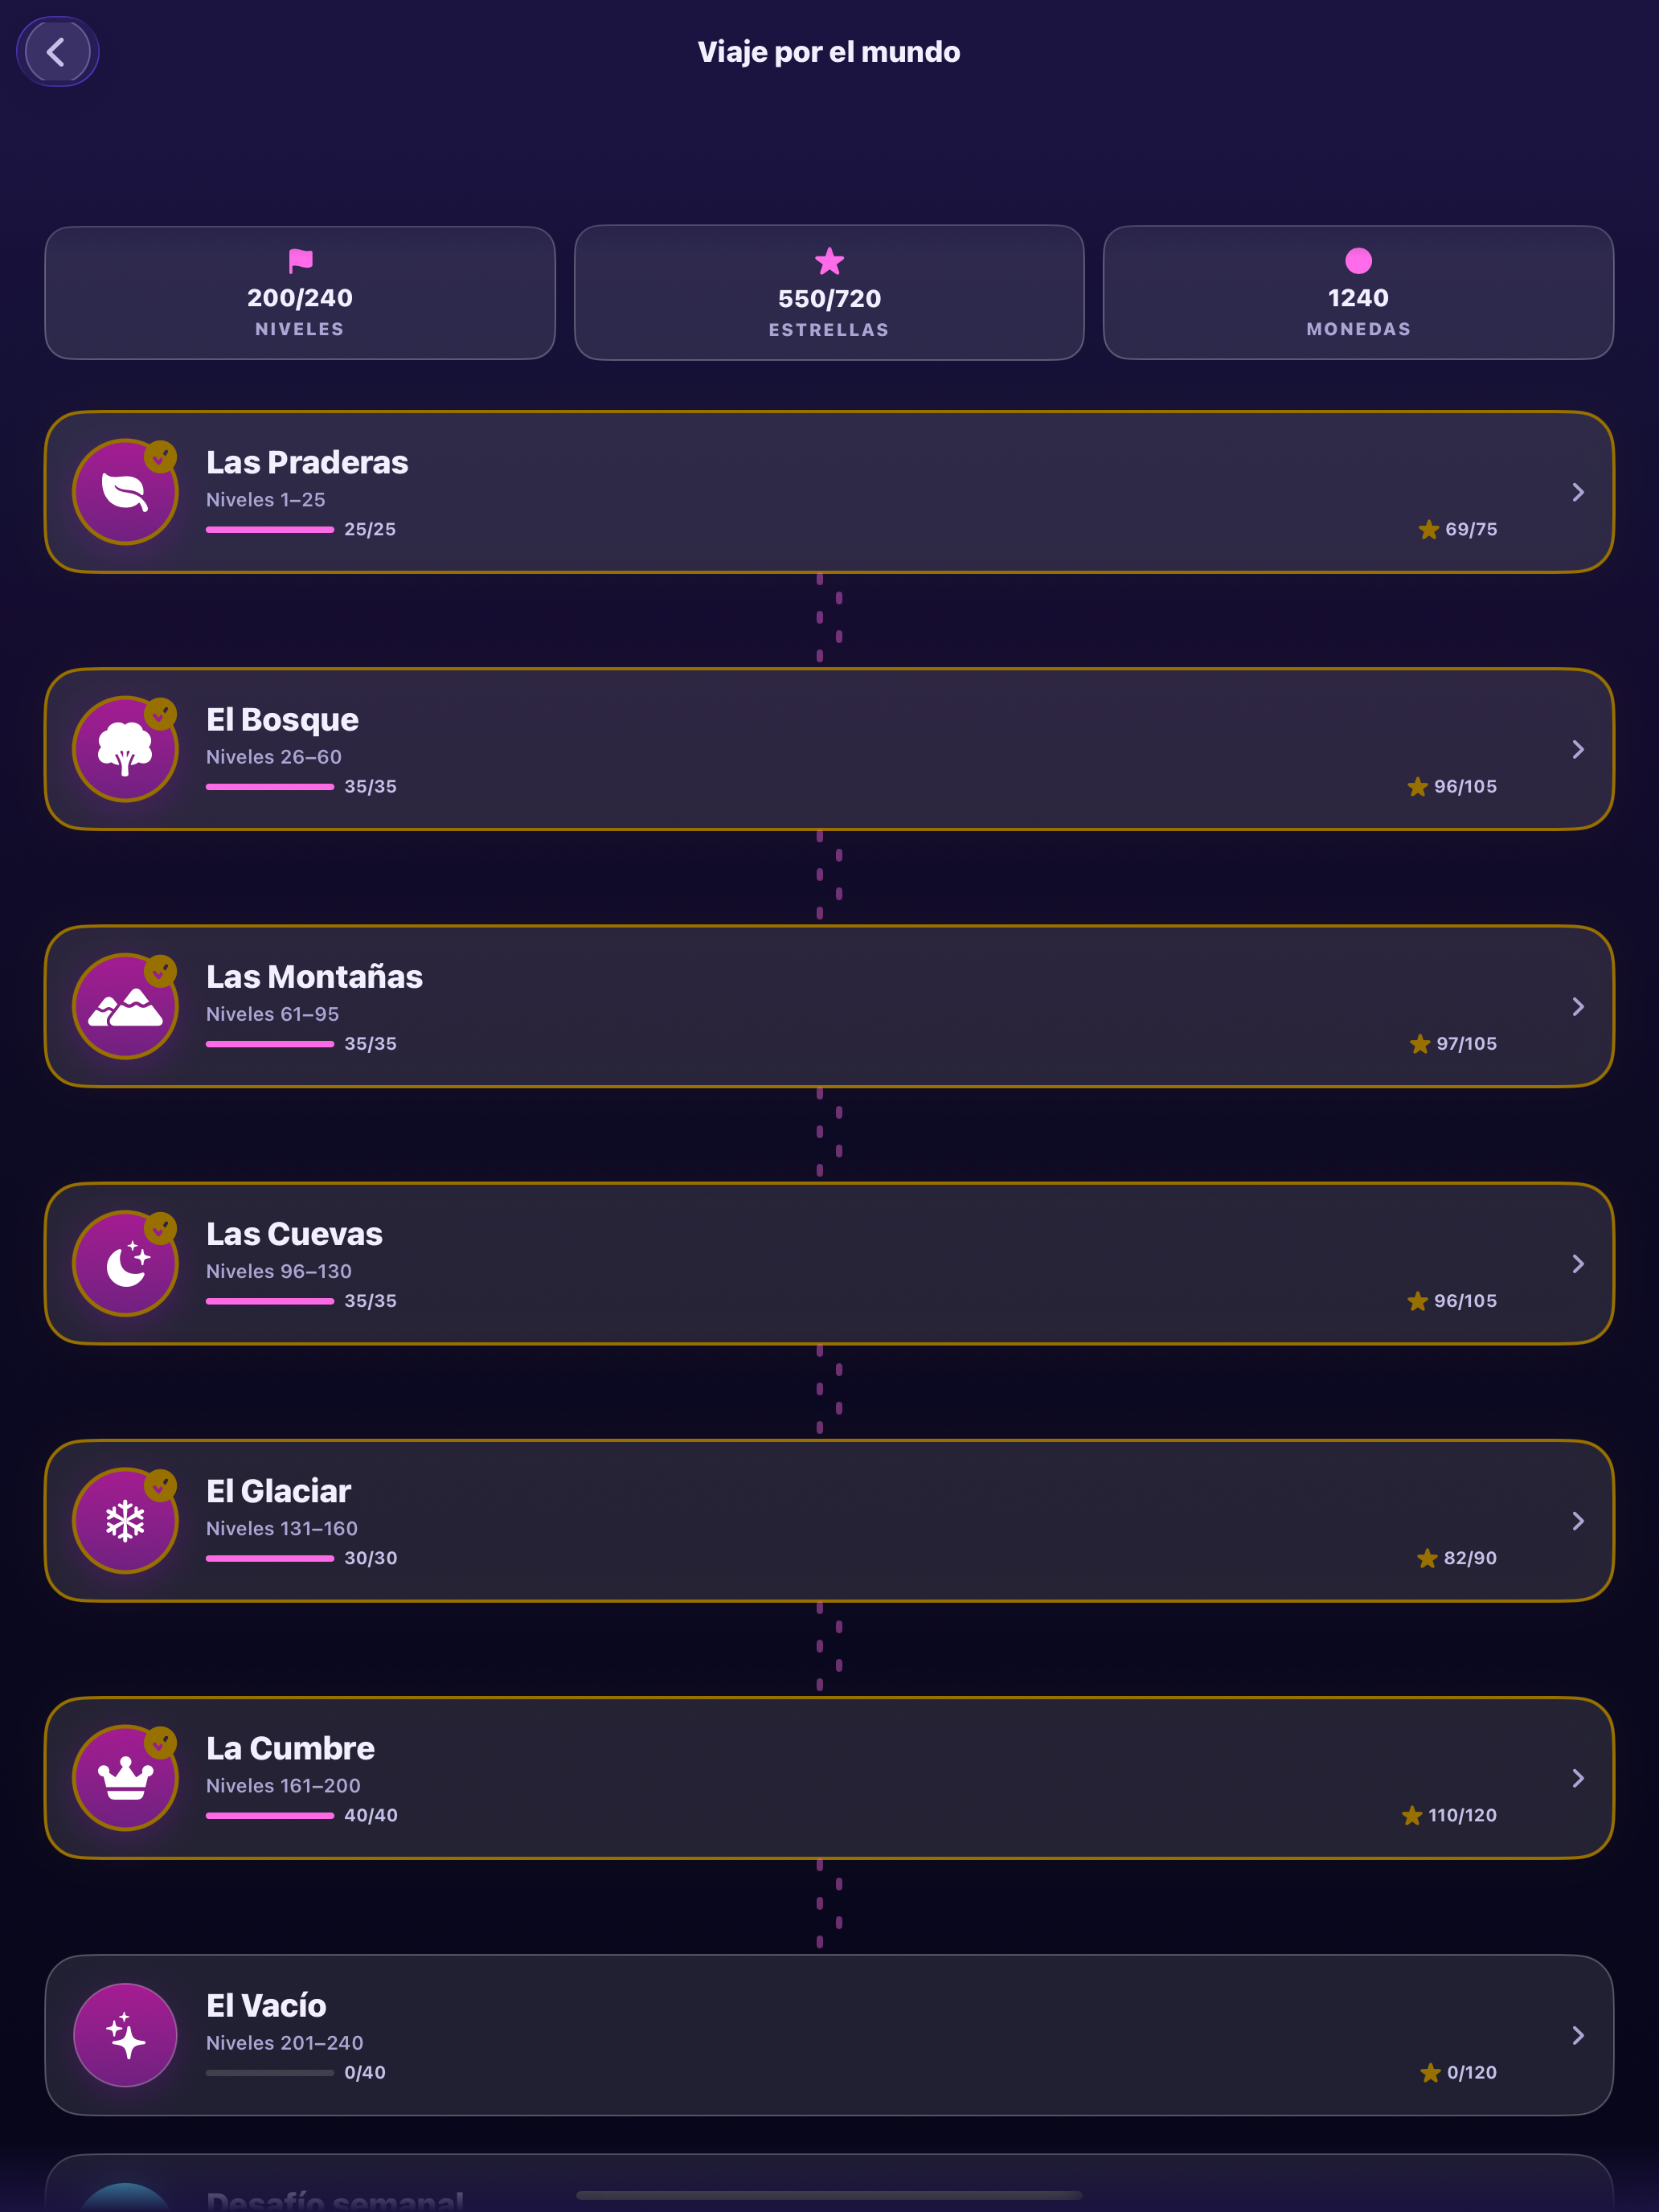 Viaje por el mundo
200/240
NIVELES
550/720
ESTRELLAS
1240
MONEDAS
Las Praderas
Niveles 1–25
25/25
69/75
El Bosque
Niveles 26–60
35/35
96/105
Las Montañas
Niveles 61–95
35/35
97/105
Las Cuevas
Niveles 96–130
35/35
96/105
El Glaciar
Niveles 131–160
30/30
82/90
La Cumbre
Niveles 161–200
40/40
110/120
El Vacío
Niveles 201–240
0/40
0/120
Desafío semanal